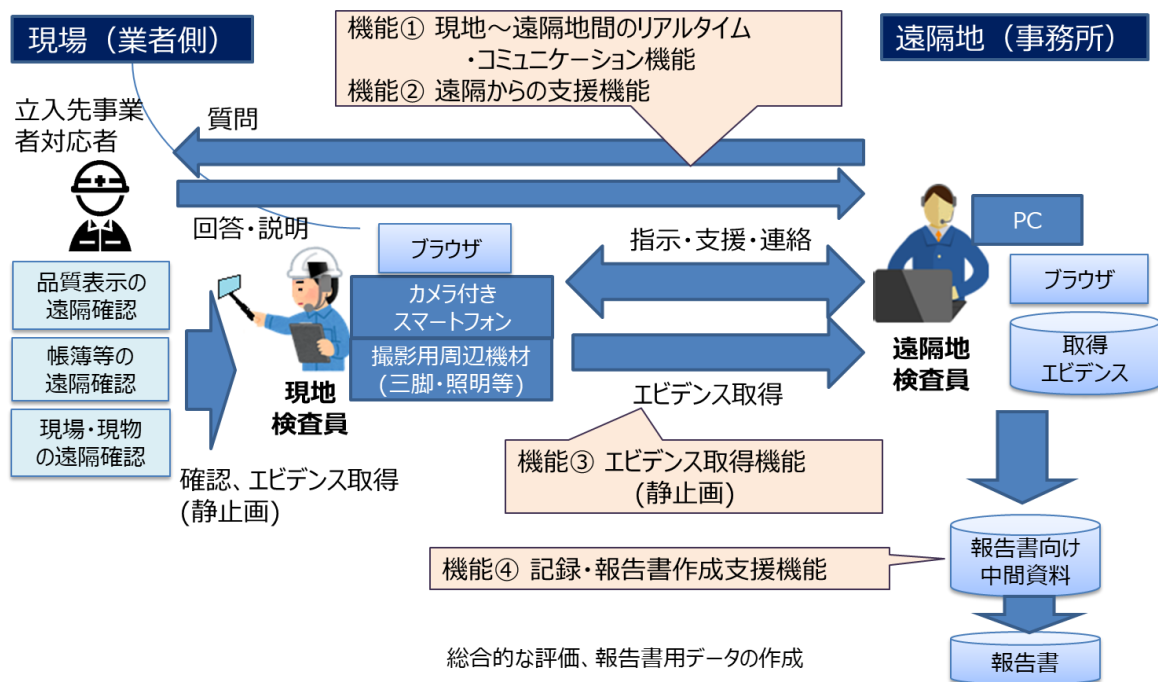 現場（業者側）
機能① 現地～遠隔地間のリアルタイム
・コミュニケーション機能
機能② 遠隔からの支援機能
遠隔地（事務所）
立入先事業
者対応者
質問
回答・説明
指示・支援・連絡
PC
ブラウザ
ブラウザ
品質表示の
遠隔確認
カメラ付き
スマートフォン
帳簿等の
遠隔確認
撮影用周辺機材
(三脚・照明等)
遠隔地
検査員
取得
エビデンス
現地
検査員
エビデンス取得
現場・現物
の遠隔確認
確認、エビデンス取得
(静止画)
機能③ エビデンス取得機能
(静止画)
機能④ 記録・報告書作成支援機能
報告書向け
中間資料
総合的な評価、報告書用データの作成
報告書